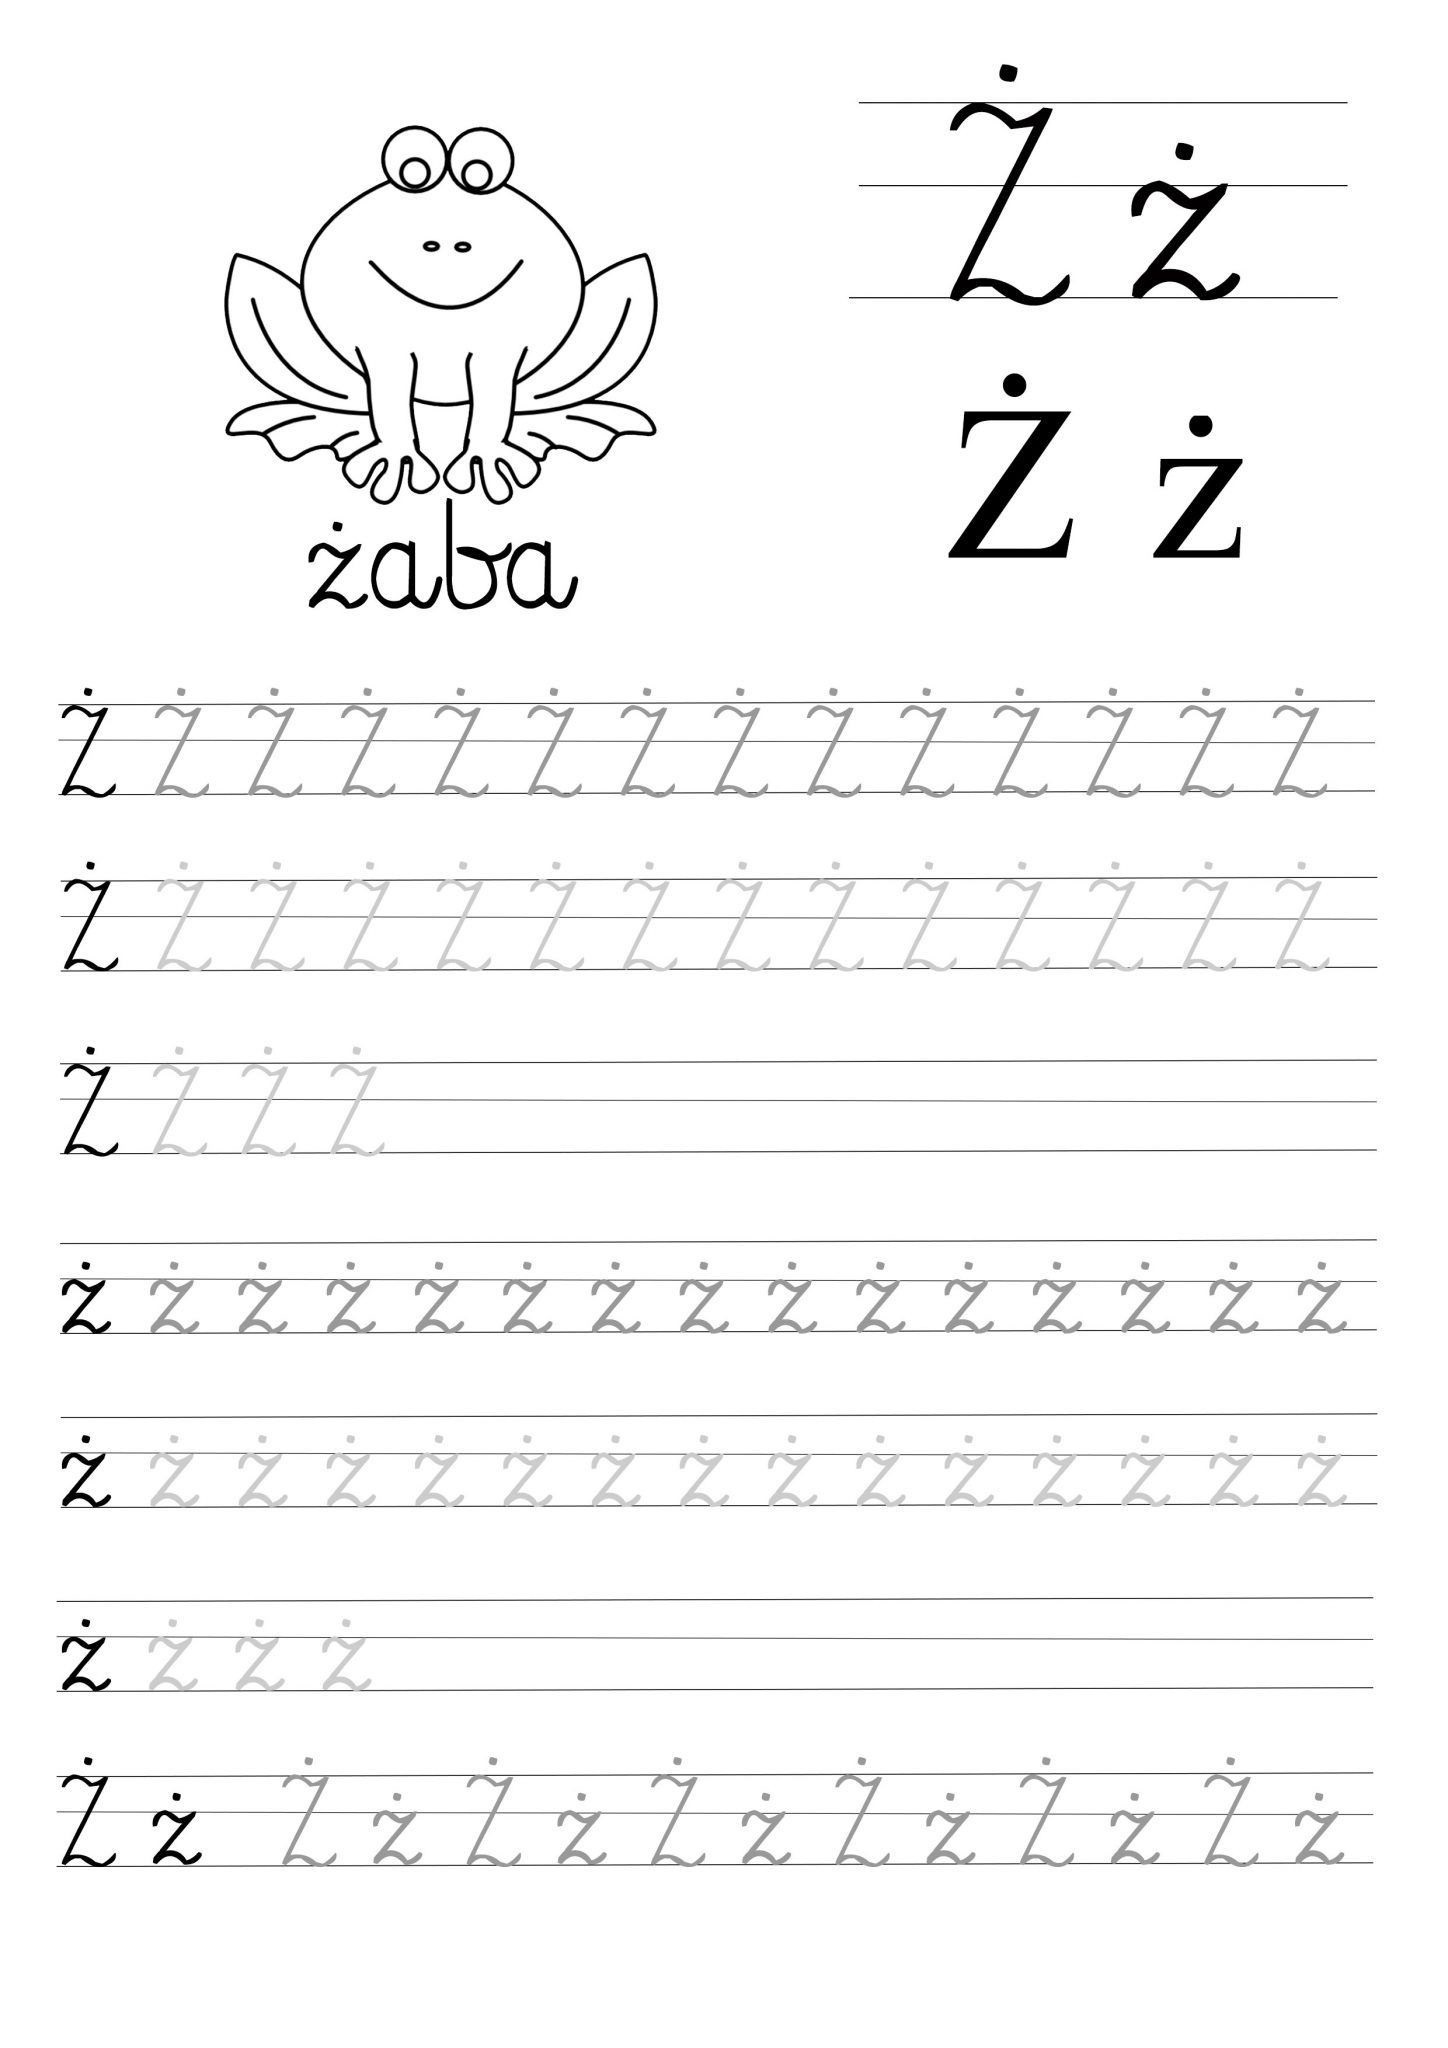 Ż ż
Ż ż
żaba
Ż Ż Ż Ż Ż Ż Ż Ż Ż Ż Ż Ż Ż Ż
Ż Ż Ż Ż Ż Ż Ż Ż Ż Ż Ż Ż Ż Ż
Ż Ż Ż Ż
ż ż ż ż ż ż ż ż ż ż ż ż ż ż ż
ż ż ż ż ż ż ż ż ż ż ż ż ż ż ż
ż ż ż ż
Ż ż Ż ż Ż ż Ż ż Ż ż Ż ż Ż ż